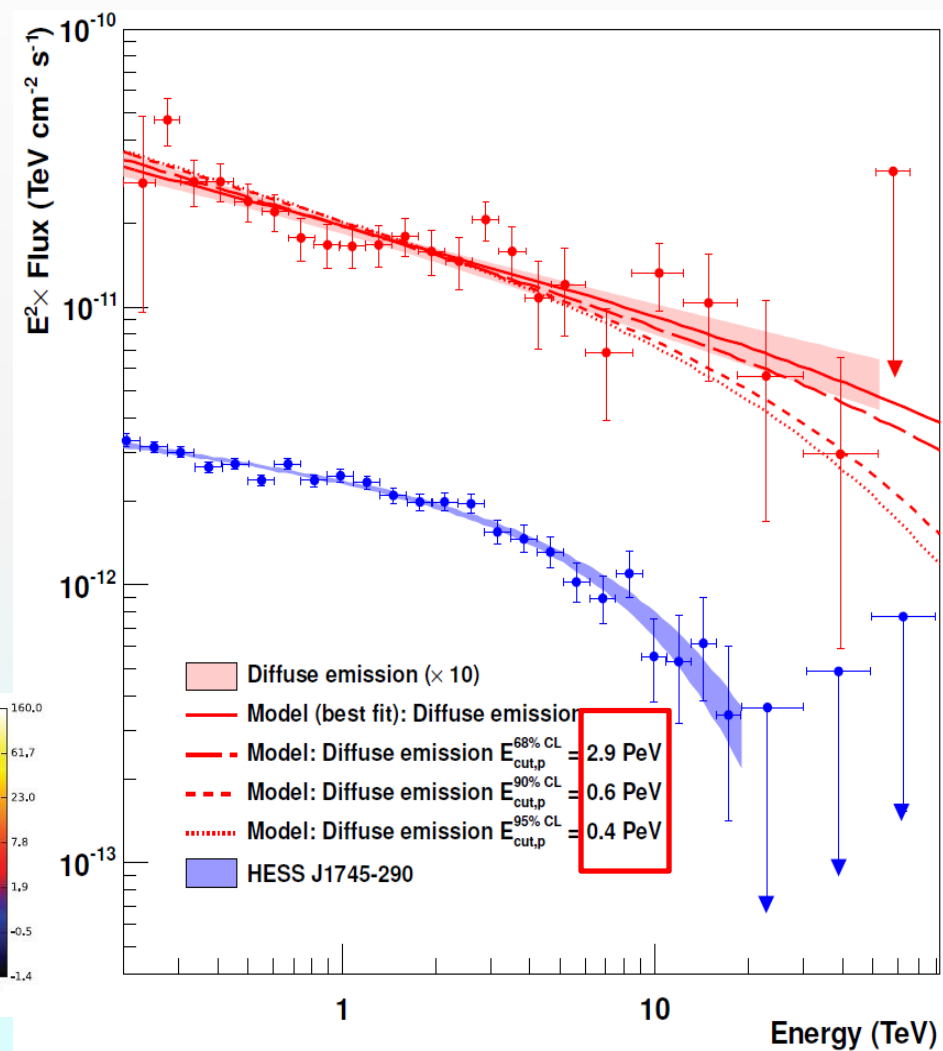 E²× Flux (TeV cm⁻² s⁻¹)
10⁻¹⁰
10⁻¹¹
10⁻¹²
10⁻¹³
Diffuse emission (× 10)
Model (best fit): Diffuse emission
Model: Diffuse emission E^68% CL_cut,p = 2.9 PeV
Model: Diffuse emission E^90% CL_cut,p = 0.6 PeV
Model: Diffuse emission E^95% CL_cut,p = 0.4 PeV
HESS J1745-290
160.0
61.7
23.0
7.8
1.9
-0.5
-1.4
1
10
Energy (TeV)